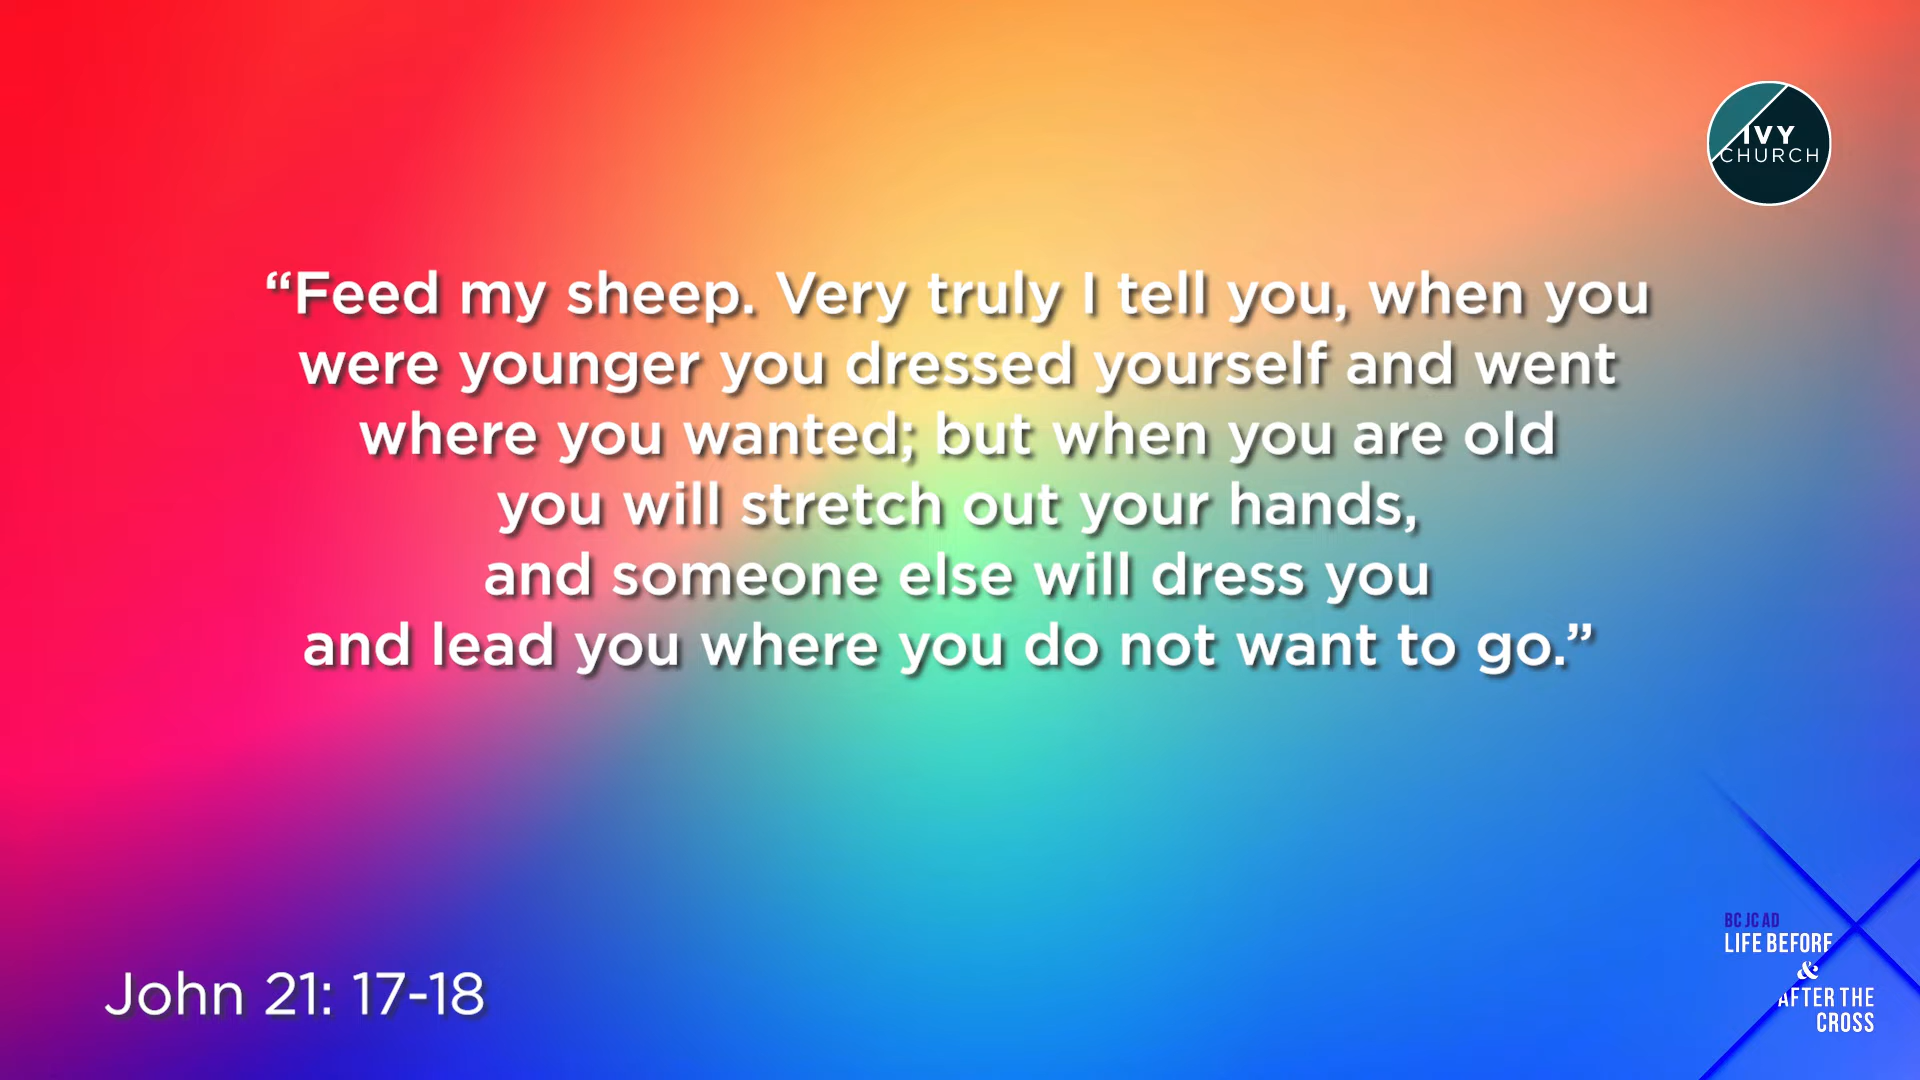 IVY
CHURCH
“Feed my sheep. Very truly I tell you, when you
were younger you dressed yourself and went
where you wanted; but when you are old
you will stretch out your hands,
and someone else will dress you
and lead you where you do not want to go.”
BC JC AD
LIFE BEFORE
&
AFTER THE
CROSS
John 21: 17-18